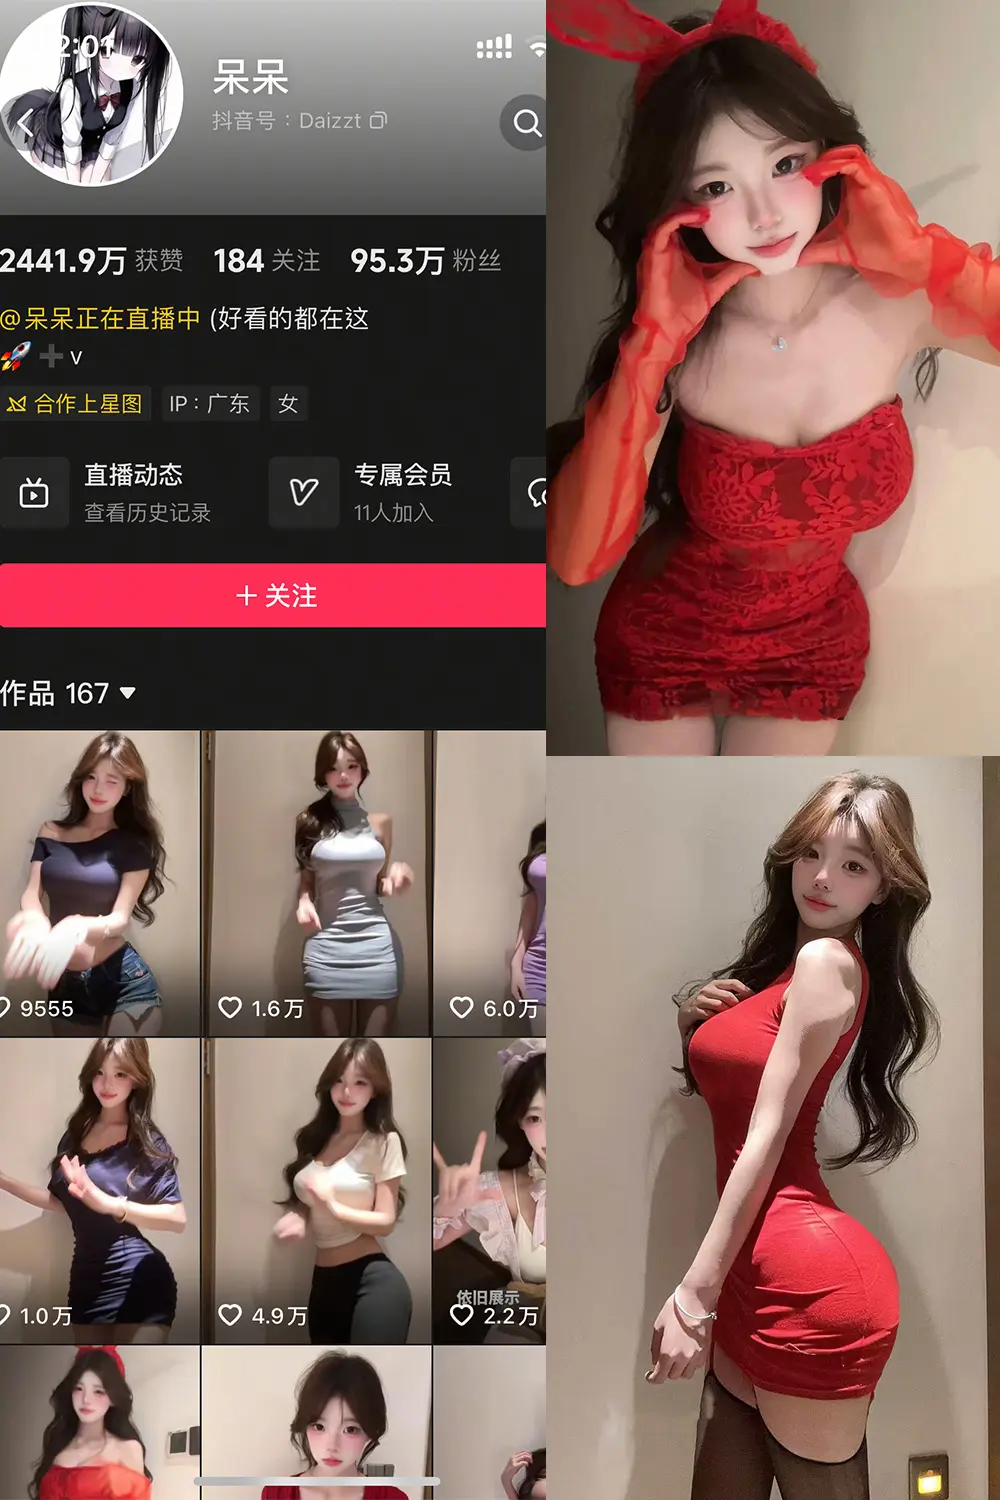 2:01
呆呆
抖音号：Daizzt
2441.9万 获赞 184 关注 95.3万 粉丝
@呆呆正在直播中 (好看的都在这
🚀➕v
合作上星图 IP：广东 女
直播动态 专属会员
查看历史记录 11人加入
+ 关注
作品 167
9555 1.6万 6.0万
依旧展示
1.0万 4.9万 2.2万